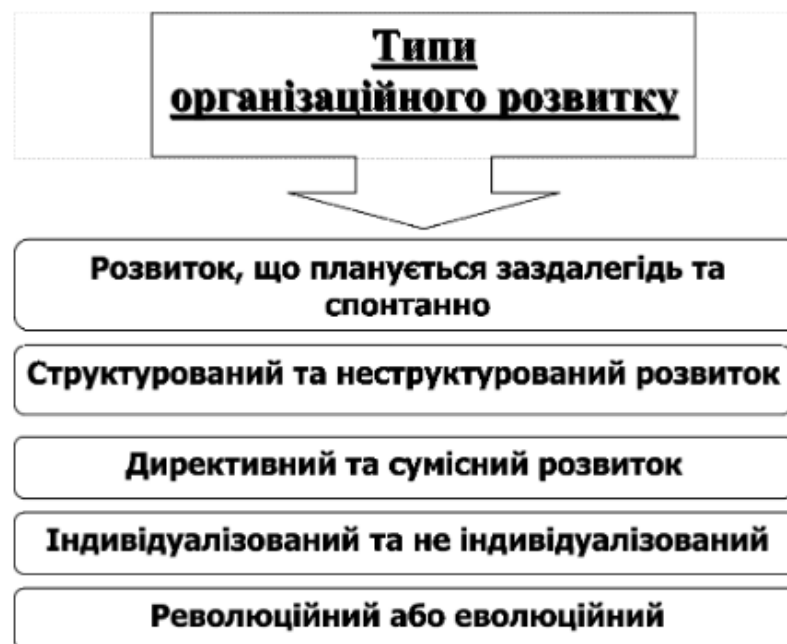 Типи
організаційного розвитку
Розвиток, що планується заздалегідь та
спонтанно
Структурований та неструктурований розвиток
Директивний та сумісний розвиток
Індивідуалізований та не індивідуалізований
Революційний або еволюційний